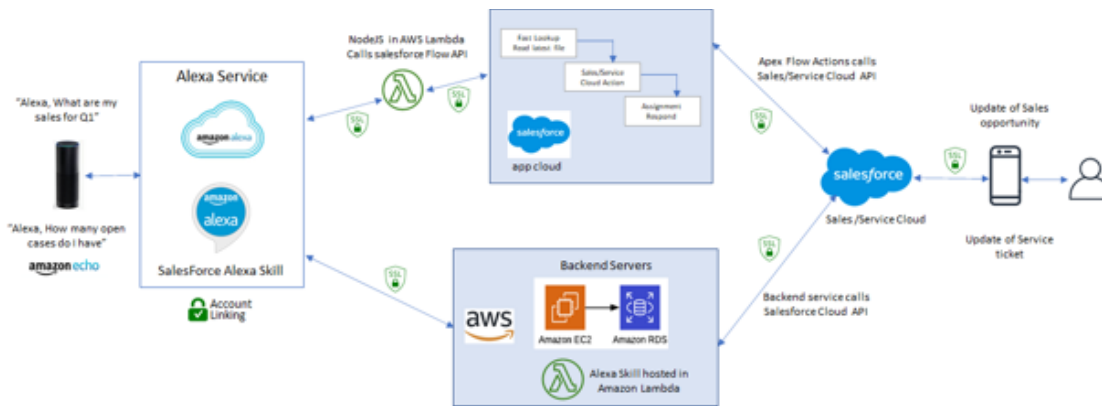 "Alexa, What are my
sales for Q1"
"Alexa, How many open
cases do I have"
amazon echo
Alexa Service
amazon alexa
amazon
alexa
SalesForce Alexa Skill
Account
Linking
NodeJS in AWS Lambda
Calls salesforce Flow API
SSL
SSL
Fast Lookup
Read latest file
Sales/Service
Cloud Action
Assignment
Respond
salesforce
app cloud
SSL
aws
Backend Servers
Amazon EC2
Amazon RDS
Alexa Skill hosted in
Amazon Lambda
Apex Flow Actions calls
Sales/Service Cloud API
SSL
salesforce
Sales /Service Cloud
SSL
Backend service calls
Salesforce Cloud API
SSL
Update of Sales
opportunity
Update of Service
ticket